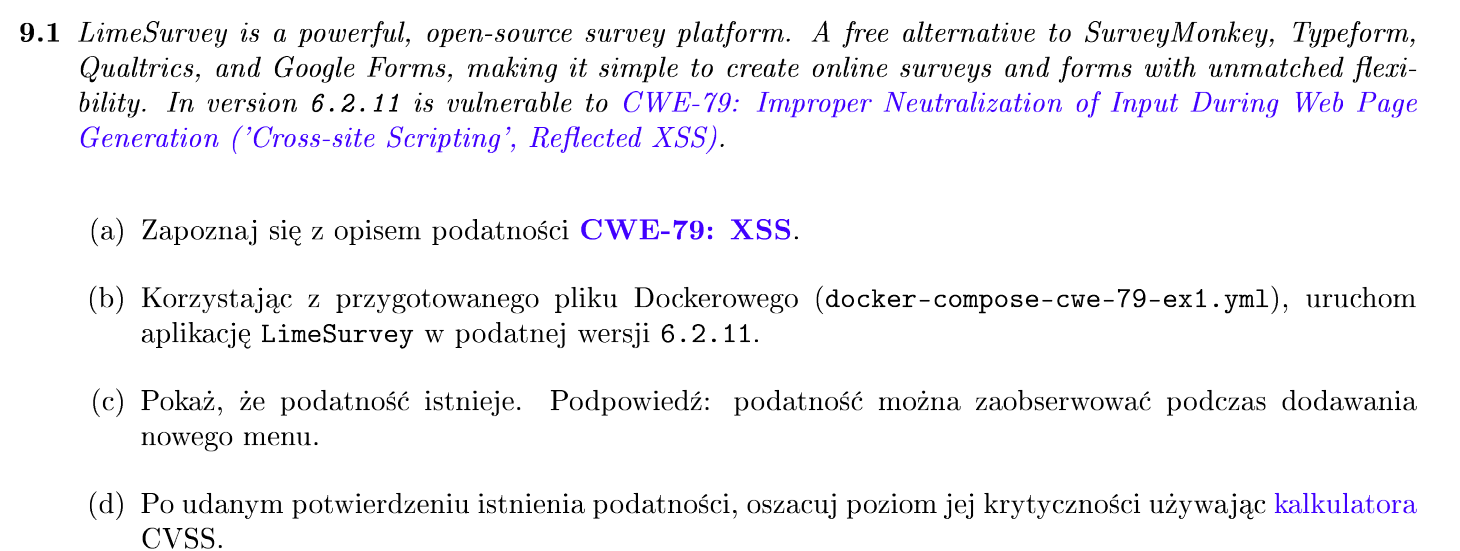 9.1 LimeSurvey is a powerful, open-source survey platform. A free alternative to SurveyMonkey, Typeform,
Qualtrics, and Google Forms, making it simple to create online surveys and forms with unmatched flexi-
bility. In version 6.2.11 is vulnerable to CWE-79: Improper Neutralization of Input During Web Page
Generation ('Cross-site Scripting', Reflected XSS).
(a) Zapoznaj się z opisem podatności CWE-79: XSS.
(b) Korzystając z przygotowanego pliku Dockerowego (docker-compose-cwe-79-ex1.yml), uruchom
aplikację LimeSurvey w podatnej wersji 6.2.11.
(c) Pokaż, że podatność istnieje. Podpowiedź: podatność można zaobserwować podczas dodawania
nowego menu.
(d) Po udanym potwierdzeniu istnienia podatności, oszacuj poziom jej krytyczności używając kalkulatora
CVSS.